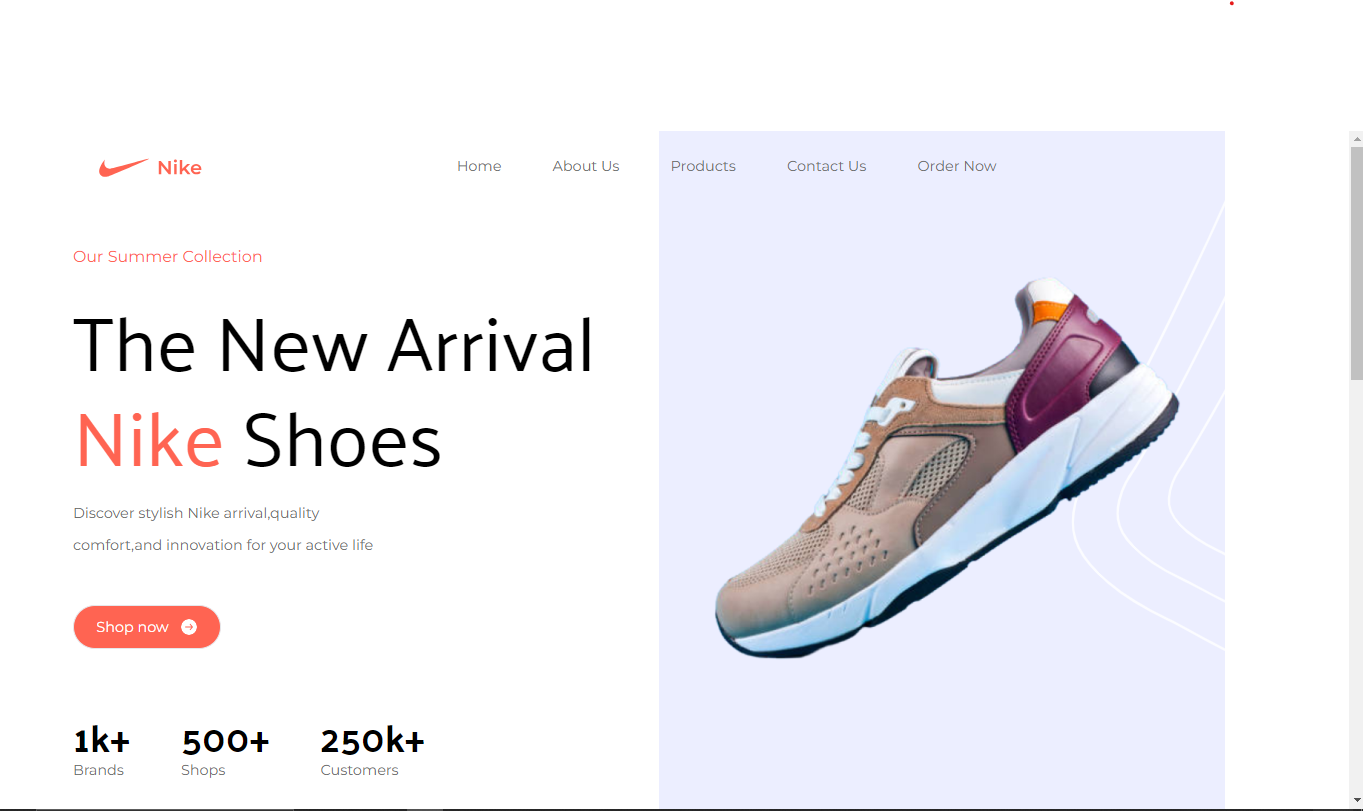 Nike
Home About Us Products Contact Us Order Now
Our Summer Collection
The New Arrival
Nike Shoes
Discover stylish Nike arrival,quality
comfort,and innovation for your active life
Shop now
1k+ 500+ 250k+
Brands Shops Customers